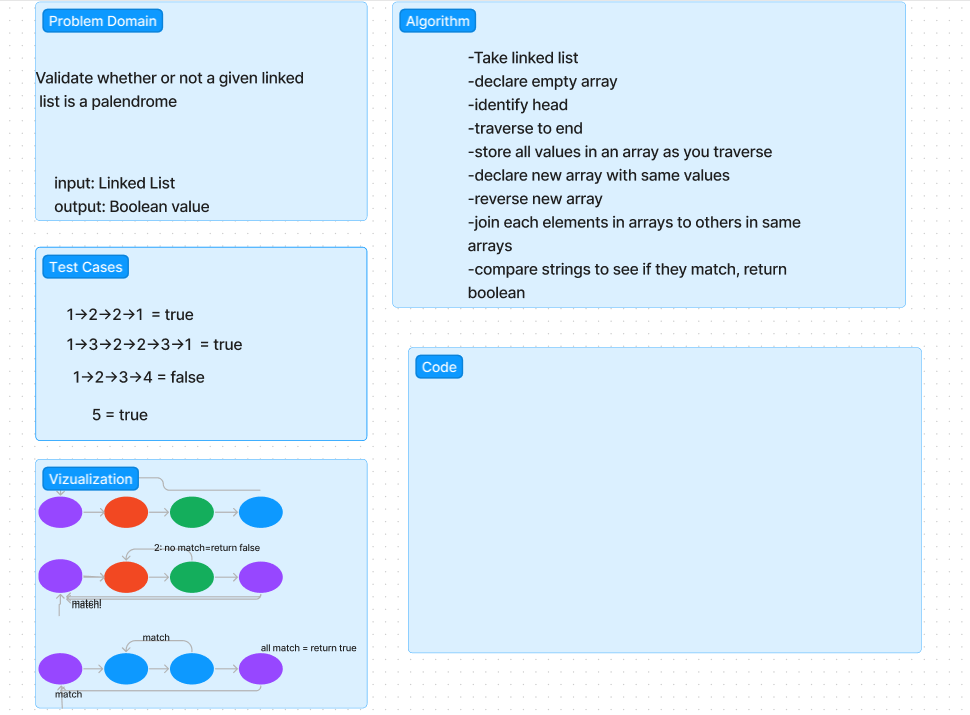 Problem Domain
Validate whether or not a given linked
list is a palendrome
input: Linked List
output: Boolean value
Test Cases
1→2→2→1 = true
1→3→2→2→3→1 = true
1→2→3→4 = false
5 = true
Vizualization
2: no match=return false
match!
match!
match
all match = return true
match
Algorithm
-Take linked list
-declare empty array
-identify head
-traverse to end
-store all values in an array as you traverse
-declare new array with same values
-reverse new array
-join each elements in arrays to others in same
arrays
-compare strings to see if they match, return
boolean
Code